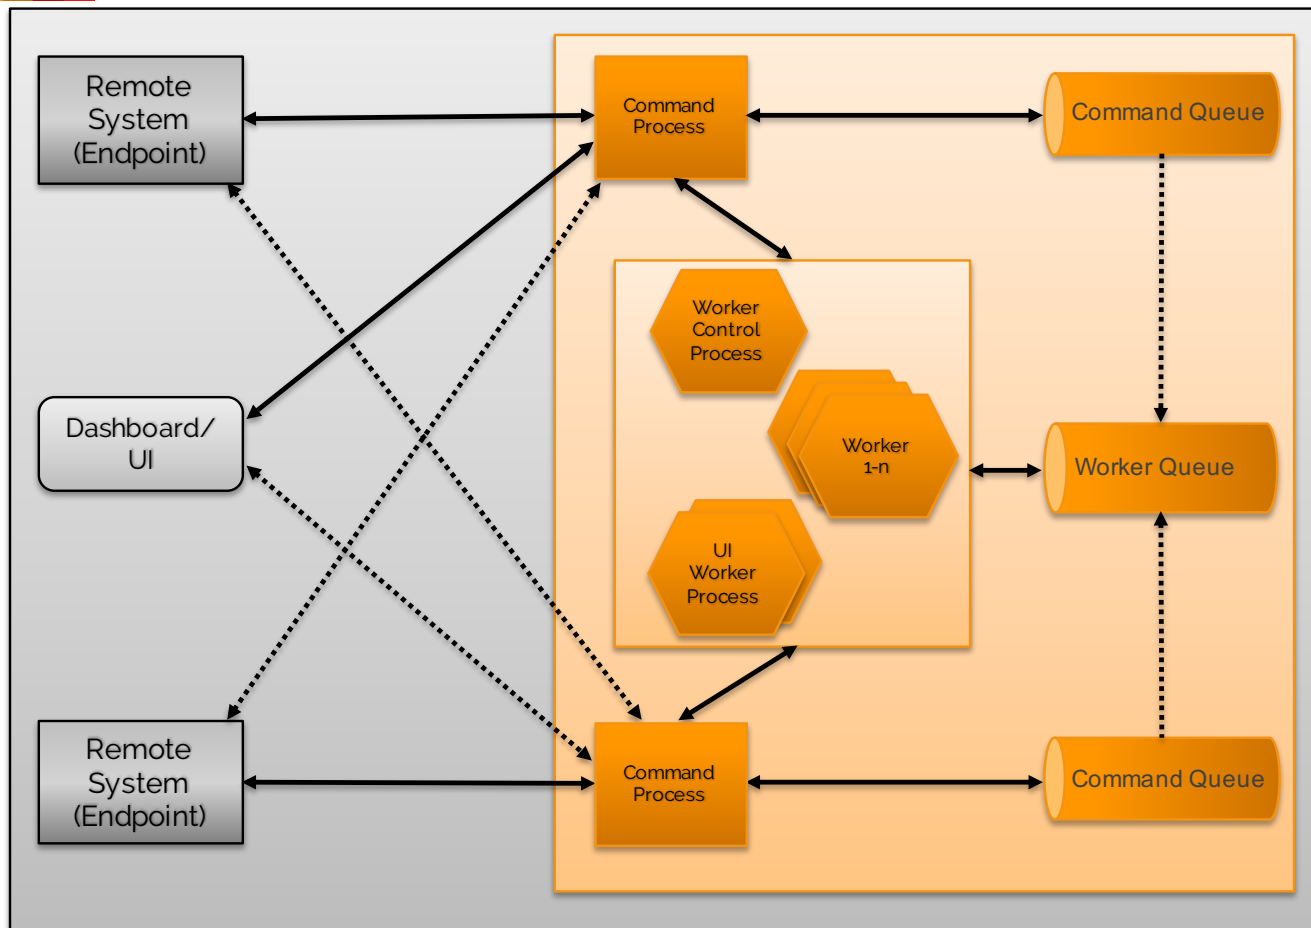 Remote
System
(Endpoint)
Command
Process
Command Queue
Worker
Control
Process
Dashboard/
UI
Worker
1-n
Worker Queue
UI
Worker
Process
Remote
System
(Endpoint)
Command
Process
Command Queue